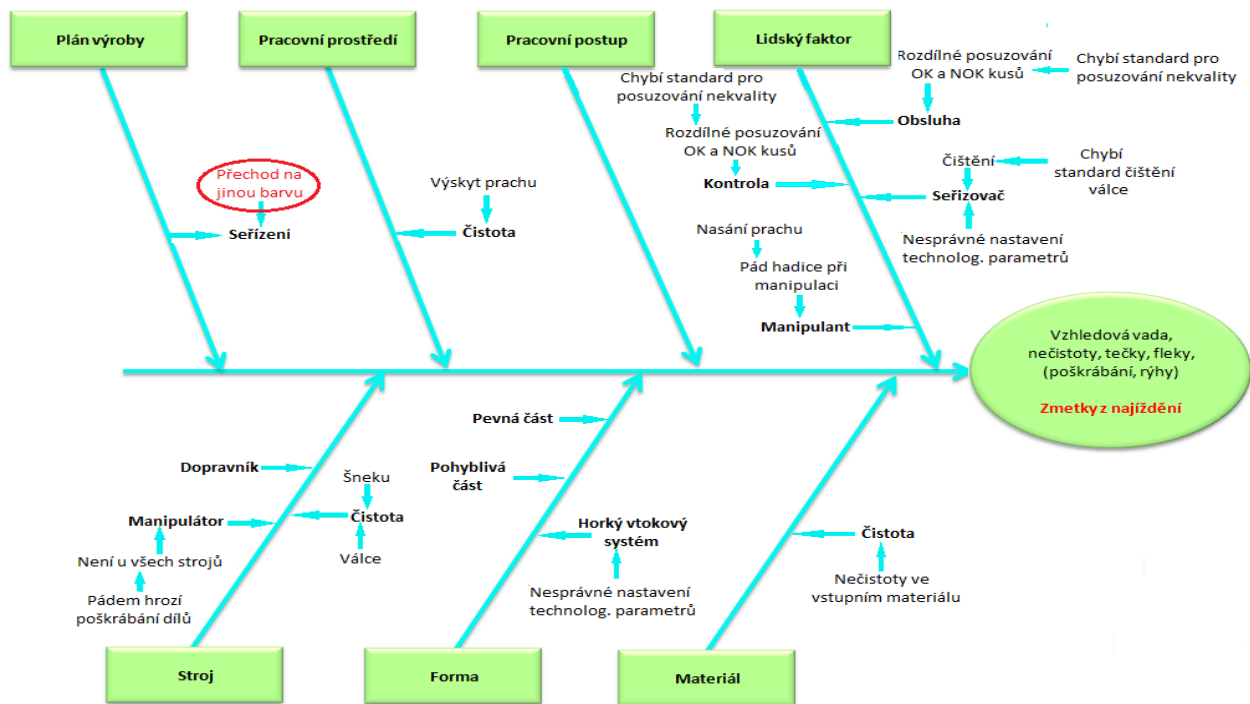 Plán výroby
Pracovní prostředí
Pracovní postup
Lidský faktor
Přechod na
jinou barvu
Seřízeni
Výskyt prachu
Čistota
Chybí standard pro
posuzování nekvality
Rozdílné posuzování
OK a NOK kusů
Kontrola
Nasání prachu
Pád hadice při
manipulaci
Manipulant
Rozdílné posuzování
OK a NOK kusů
Chybí standard pro
posuzování nekvality
Obsluha
Čištění
Chybí
standard čištění
válce
Seřizovač
Nesprávné nastavení
technolog. parametrů
Vzhledová vada,
nečistoty, tečky, fleky,
(poškrábání, rýhy)
Zmetky z najíždění
Dopravník
Manipulátor
Není u všech strojů
Pádem hrozí
poškrábání dílů
Šneku
Čistota
Válce
Pevná část
Pohyblivá
část
Horký vtokový
systém
Nesprávné nastavení
technolog. parametrů
Čistota
Nečistoty ve
vstupním materiálu
Stroj
Forma
Materiál